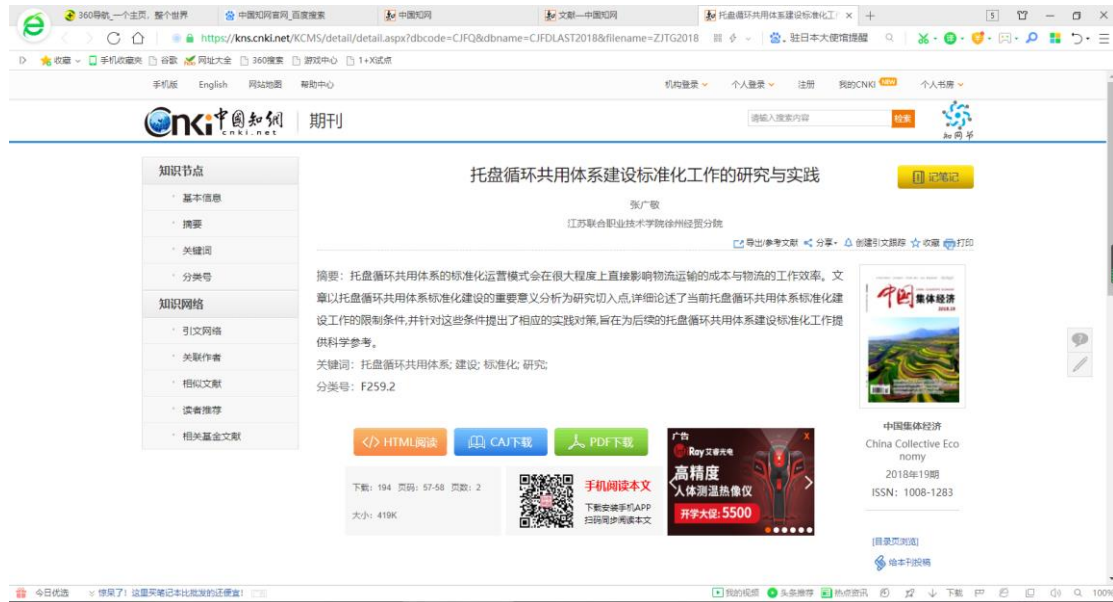 360导航_一个主页，整个世界
中国知网官网_百度搜索
中国知网
文献—中国知网
托盘循环共用体系建设标准化工
5
https://kns.cnki.net/KCMS/detail/detail.aspx?dbcode=CJFQ&dbname=CJFDLAST2018&filename=ZJTG2018
驻日本大使馆提醒
收藏
手机收藏夹
谷歌
网址大全
360搜索
游戏中心
1+X试点
手机版 English 网站地图 帮助中心
机构登录 个人登录 注册 我的CNKI NEW 个人书房
cnki 中国知网
cnki.net
期刊
请输入搜索内容
检索
知网节
知识节点
基本信息
摘要
关键词
分类号
知识网络
引文网络
关联作者
相似文献
读者推荐
相关基金文献
托盘循环共用体系建设标准化工作的研究与实践
记笔记
张广敬
江苏联合职业技术学院徐州经贸分院
导出/参考文献 分享 创建引文跟踪 收藏 打印
摘要：托盘循环共用体系的标准化运营模式会在很大程度上直接影响物流运输的成本与物流的工作效率。文
章以托盘循环共用体系标准化建设的重要意义分析为研究切入点,详细论述了当前托盘循环共用体系标准化建
设工作的限制条件,并针对这些条件提出了相应的实践对策,旨在为后续的托盘循环共用体系建设标准化工作提
供科学参考。
关键词：托盘循环共用体系; 建设; 标准化; 研究;
分类号：F259.2
HTML阅读
CAJ下载
PDF下载
下载：194 页码：57-58 页数：2
大小：419K
手机阅读本文
下载安装手机APP
扫码同步阅读本文
广告
X
Ray 艾睿光电
高精度
人体测温热像仪
开学大促:5500
中国 集体经济
中国集体经济
China Collective Eco
nomy
2018年19期
ISSN：1008-1283
[目录页浏览]
给本刊投稿
今日优选
惊呆了！这里买笔记本比批发的还便宜！
我的视频
头条推荐
热点资讯
下载
100%